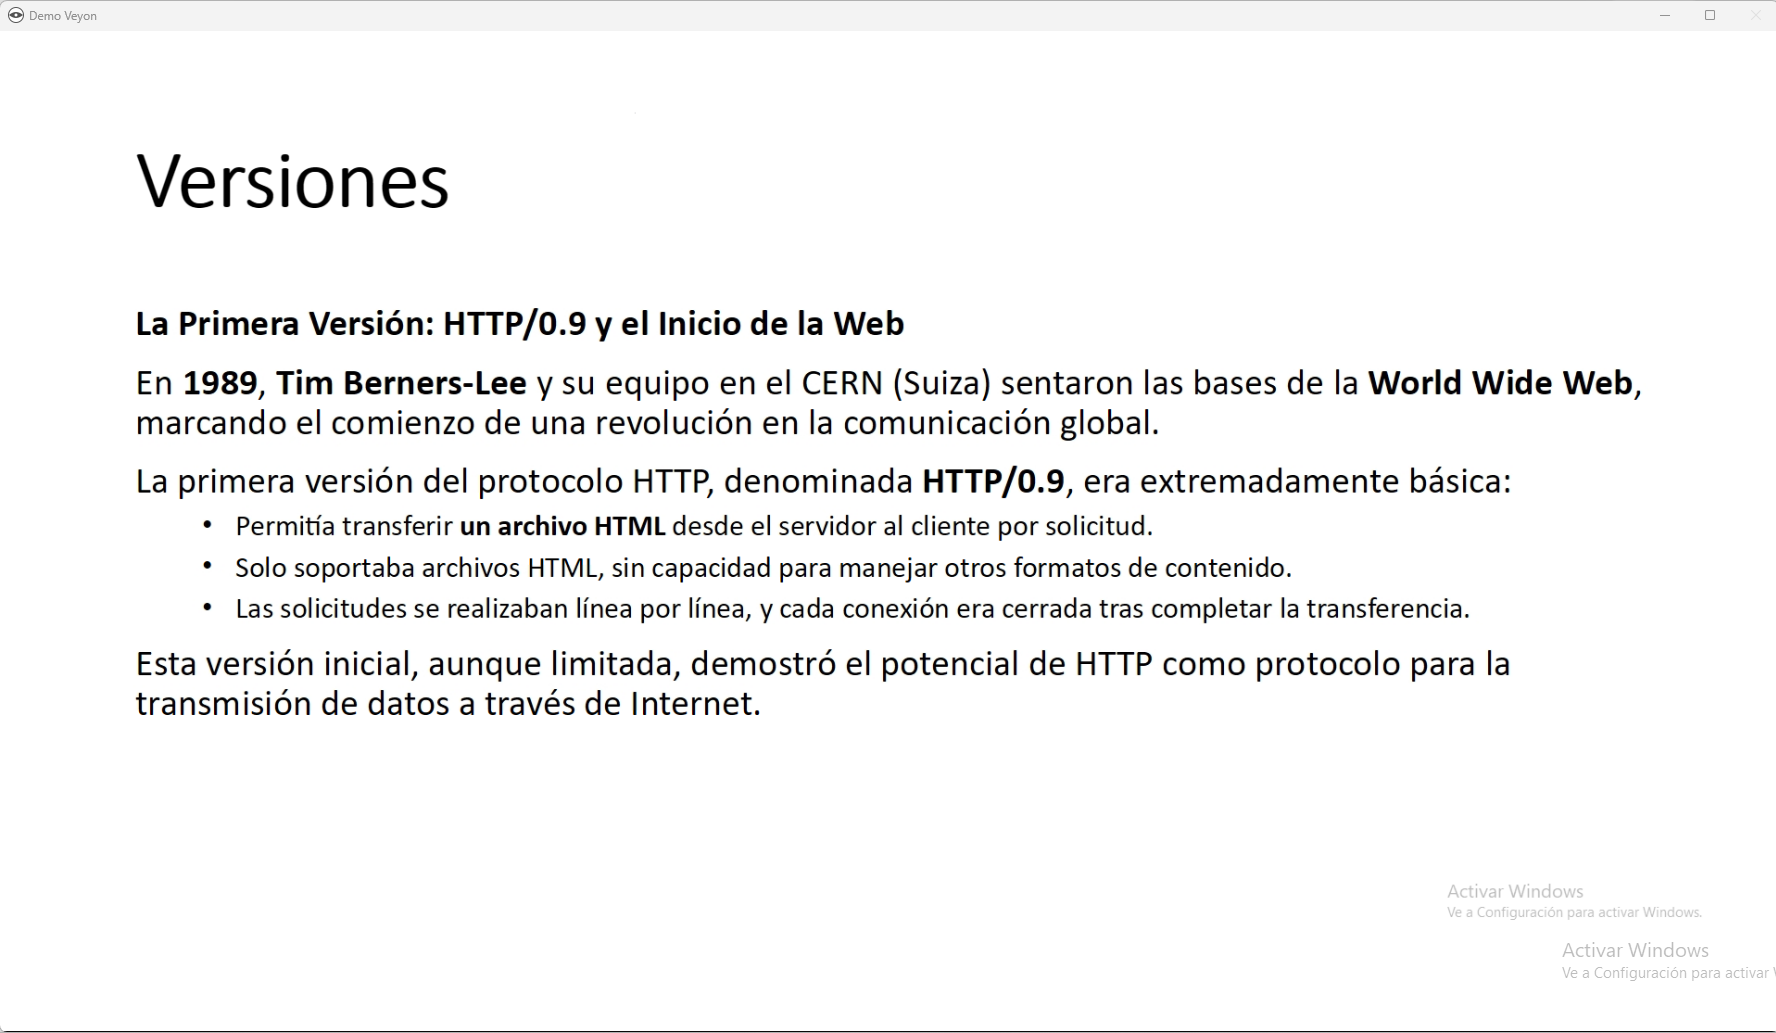 Demo Veyon
Versiones
La Primera Versión: HTTP/0.9 y el Inicio de la Web
En 1989, Tim Berners-Lee y su equipo en el CERN (Suiza) sentaron las bases de la World Wide Web,
marcando el comienzo de una revolución en la comunicación global.
La primera versión del protocolo HTTP, denominada HTTP/0.9, era extremadamente básica:
• Permitía transferir un archivo HTML desde el servidor al cliente por solicitud.
• Solo soportaba archivos HTML, sin capacidad para manejar otros formatos de contenido.
• Las solicitudes se realizaban línea por línea, y cada conexión era cerrada tras completar la transferencia.
Esta versión inicial, aunque limitada, demostró el potencial de HTTP como protocolo para la
transmisión de datos a través de Internet.
Activar Windows
Ve a Configuración para activar Windows.
Activar Windows
Ve a Configuración para activar